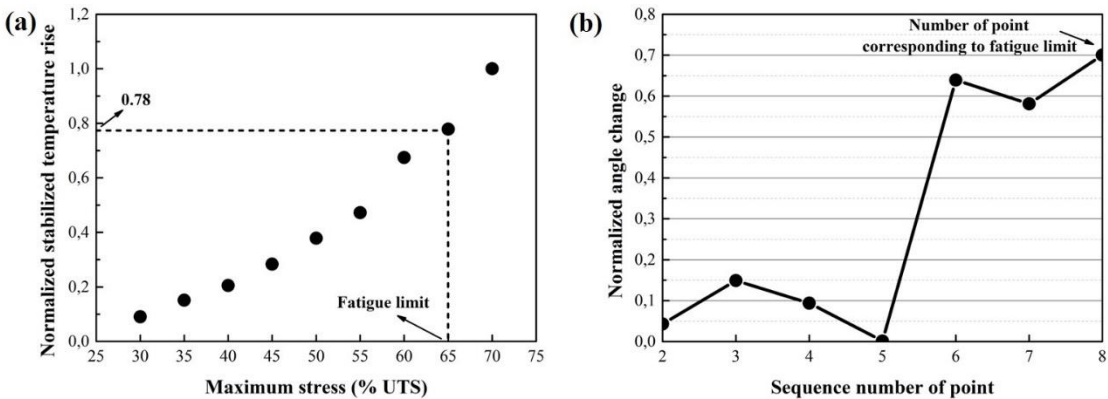 (a)
Normalized stabilized temperature rise
1,2
1,0
0,8
0,6
0,4
0,2
0,0
0.78
Fatigue limit
25 30 35 40 45 50 55 60 65 70 75
Maximum stress (% UTS)
(b)
Normalized angle change
0,8
0,7
0,6
0,5
0,4
0,3
0,2
0,1
0,0
Number of point
corresponding to fatigue limit
2 3 4 5 6 7 8
Sequence number of point